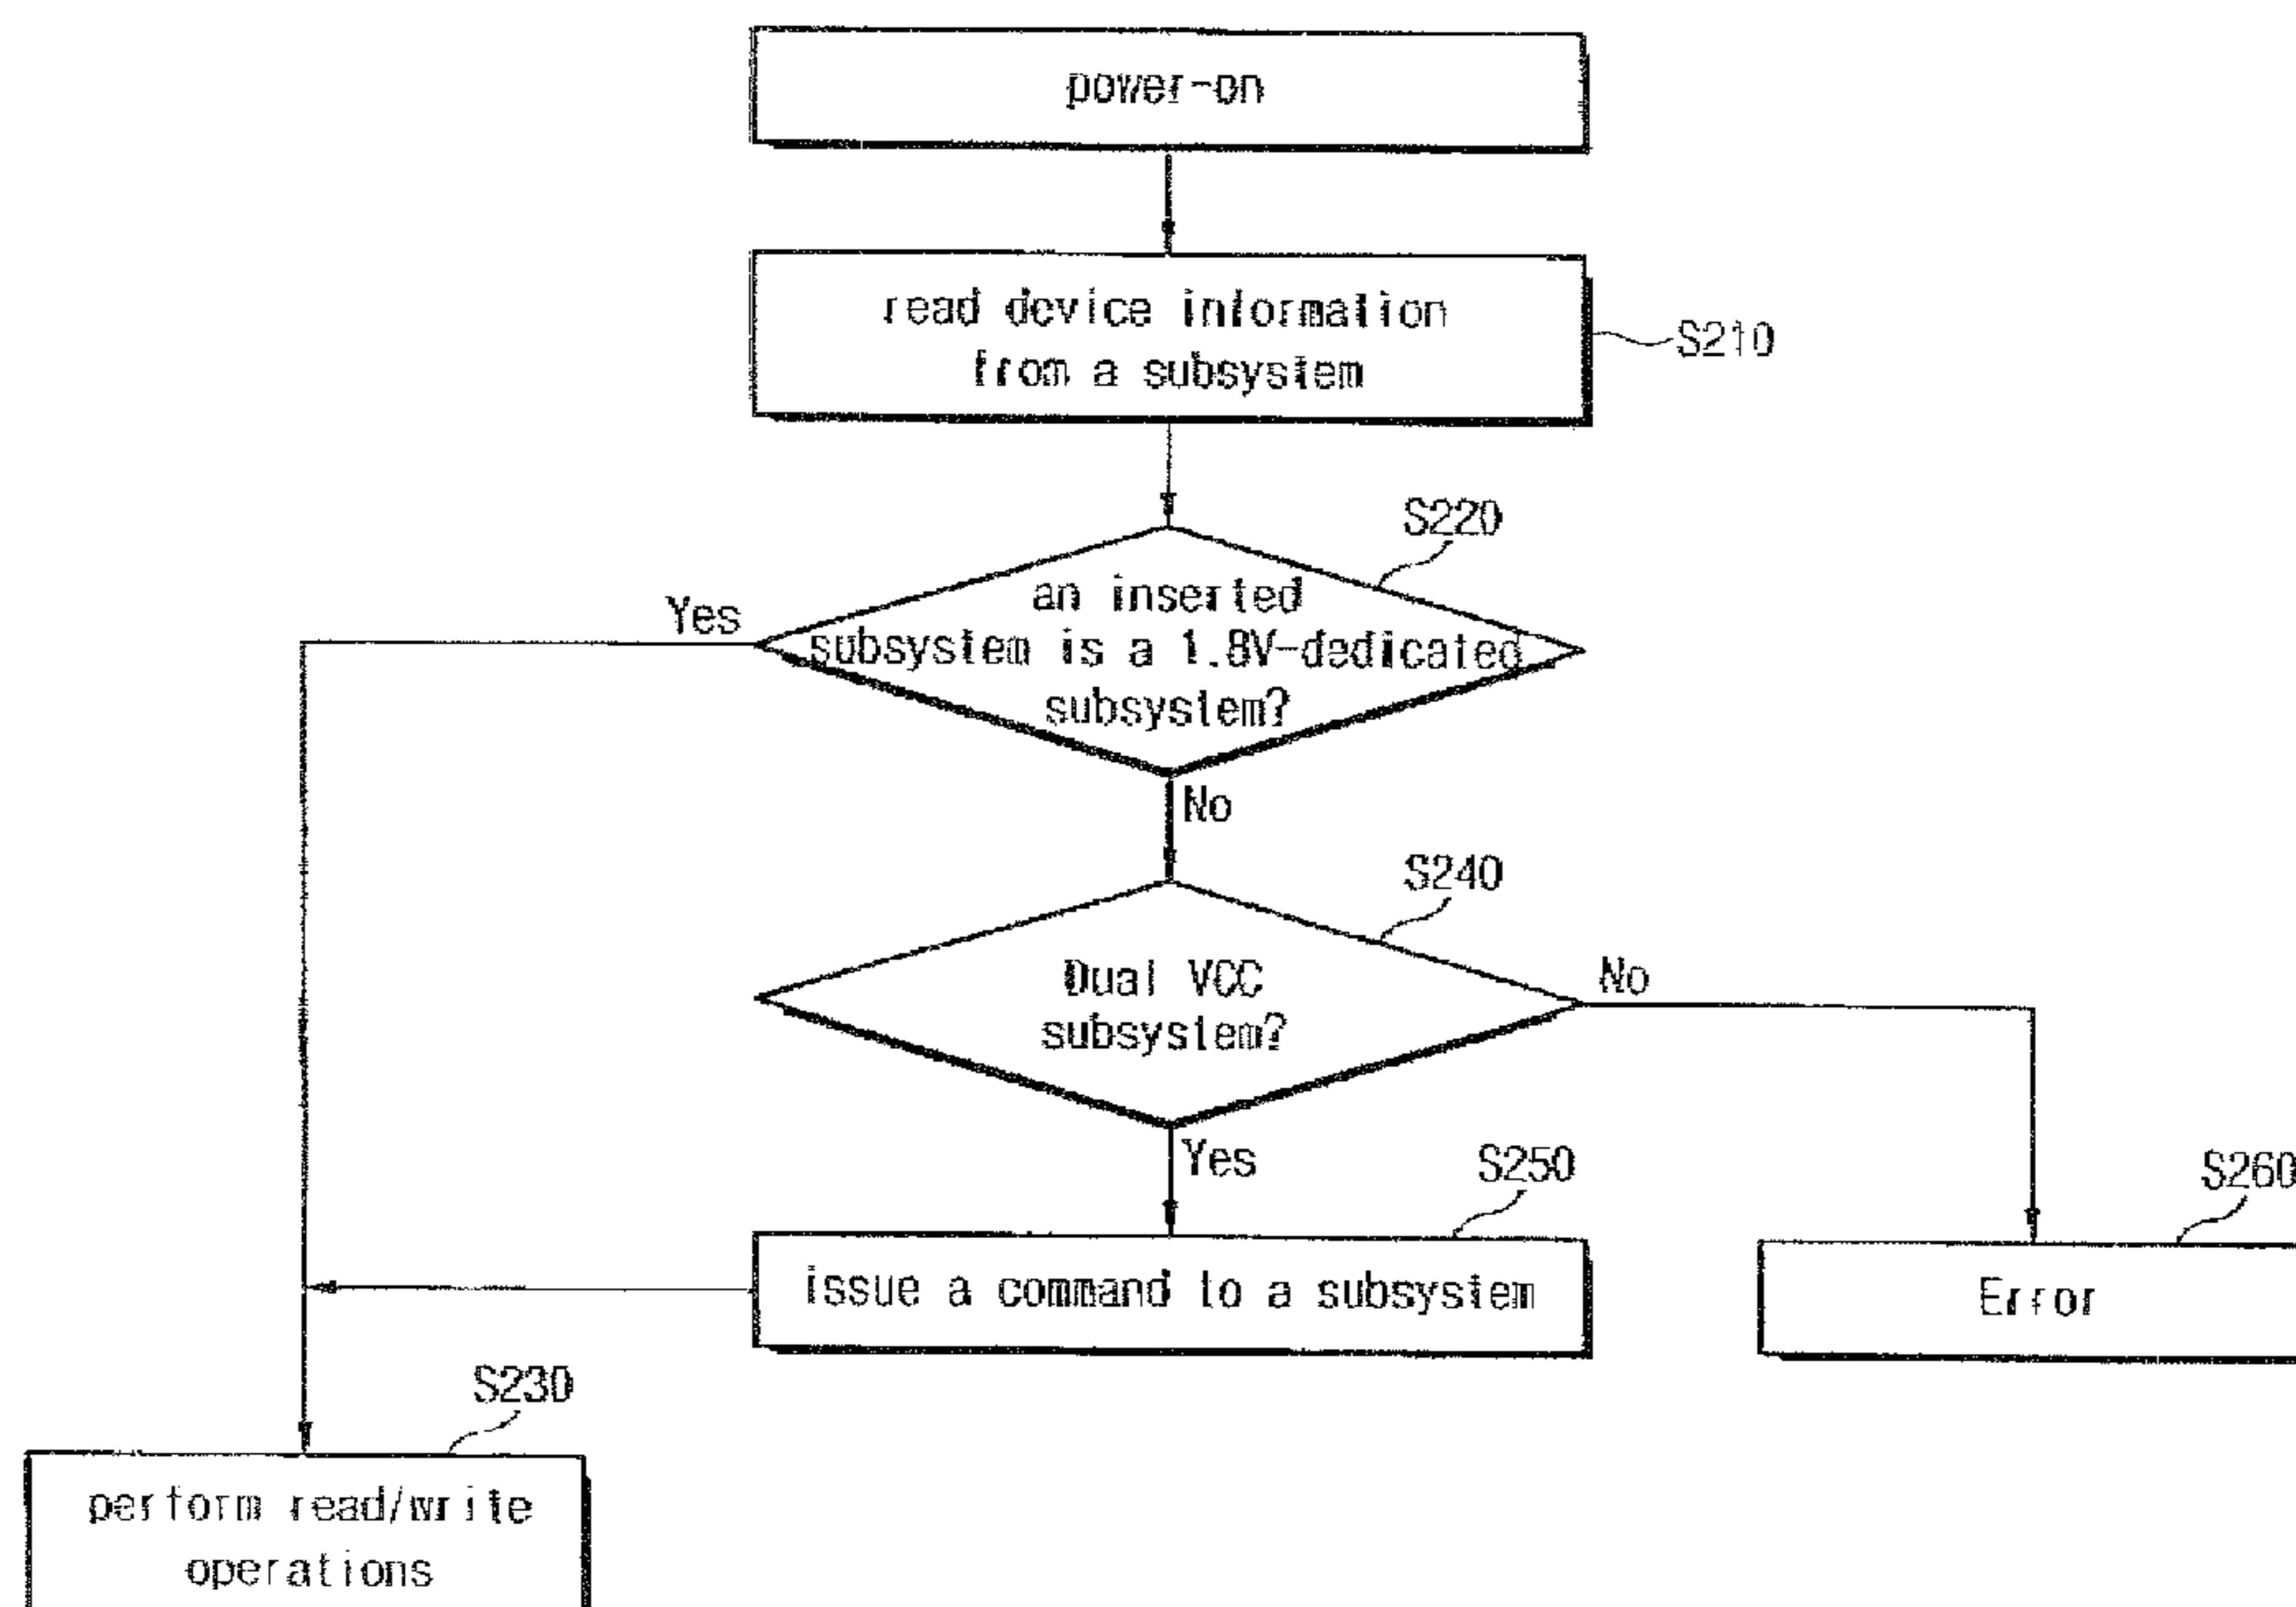 power-on
read device information
from a subsystem
S210
S220
an inserted
subsystem is a 1.8V-dedicated
subsystem?
Yes
No
S240
Dual VCC
subsystem?
No
Yes
S250
S260
issue a command to a subsystem
Error
S230
perform read/write
operations